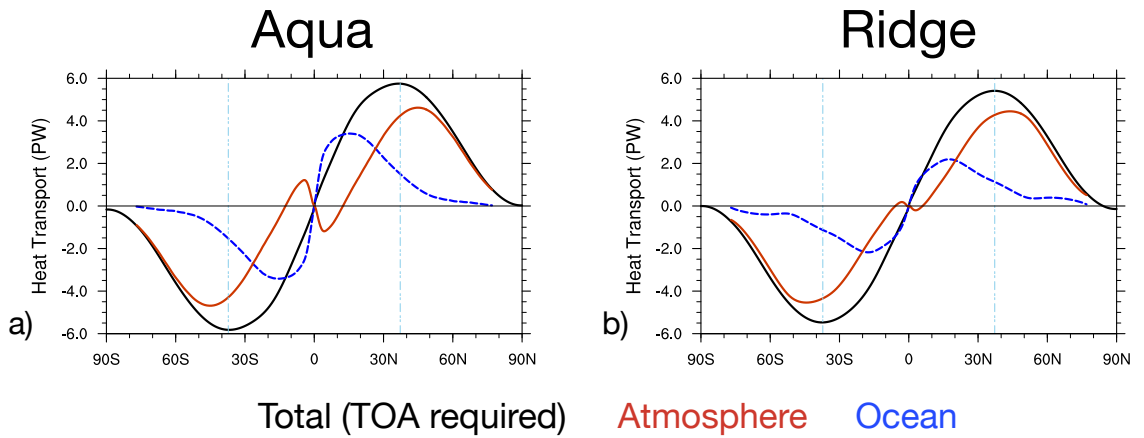 Aqua
Ridge
Heat Transport (PW)
6.0
4.0
2.0
0.0
-2.0
-4.0
-6.0
90S
60S
30S
0
30N
60N
90N
a)
Heat Transport (PW)
6.0
4.0
2.0
0.0
-2.0
-4.0
-6.0
90S
60S
30S
0
30N
60N
90N
b)
Total (TOA required) Atmosphere Ocean